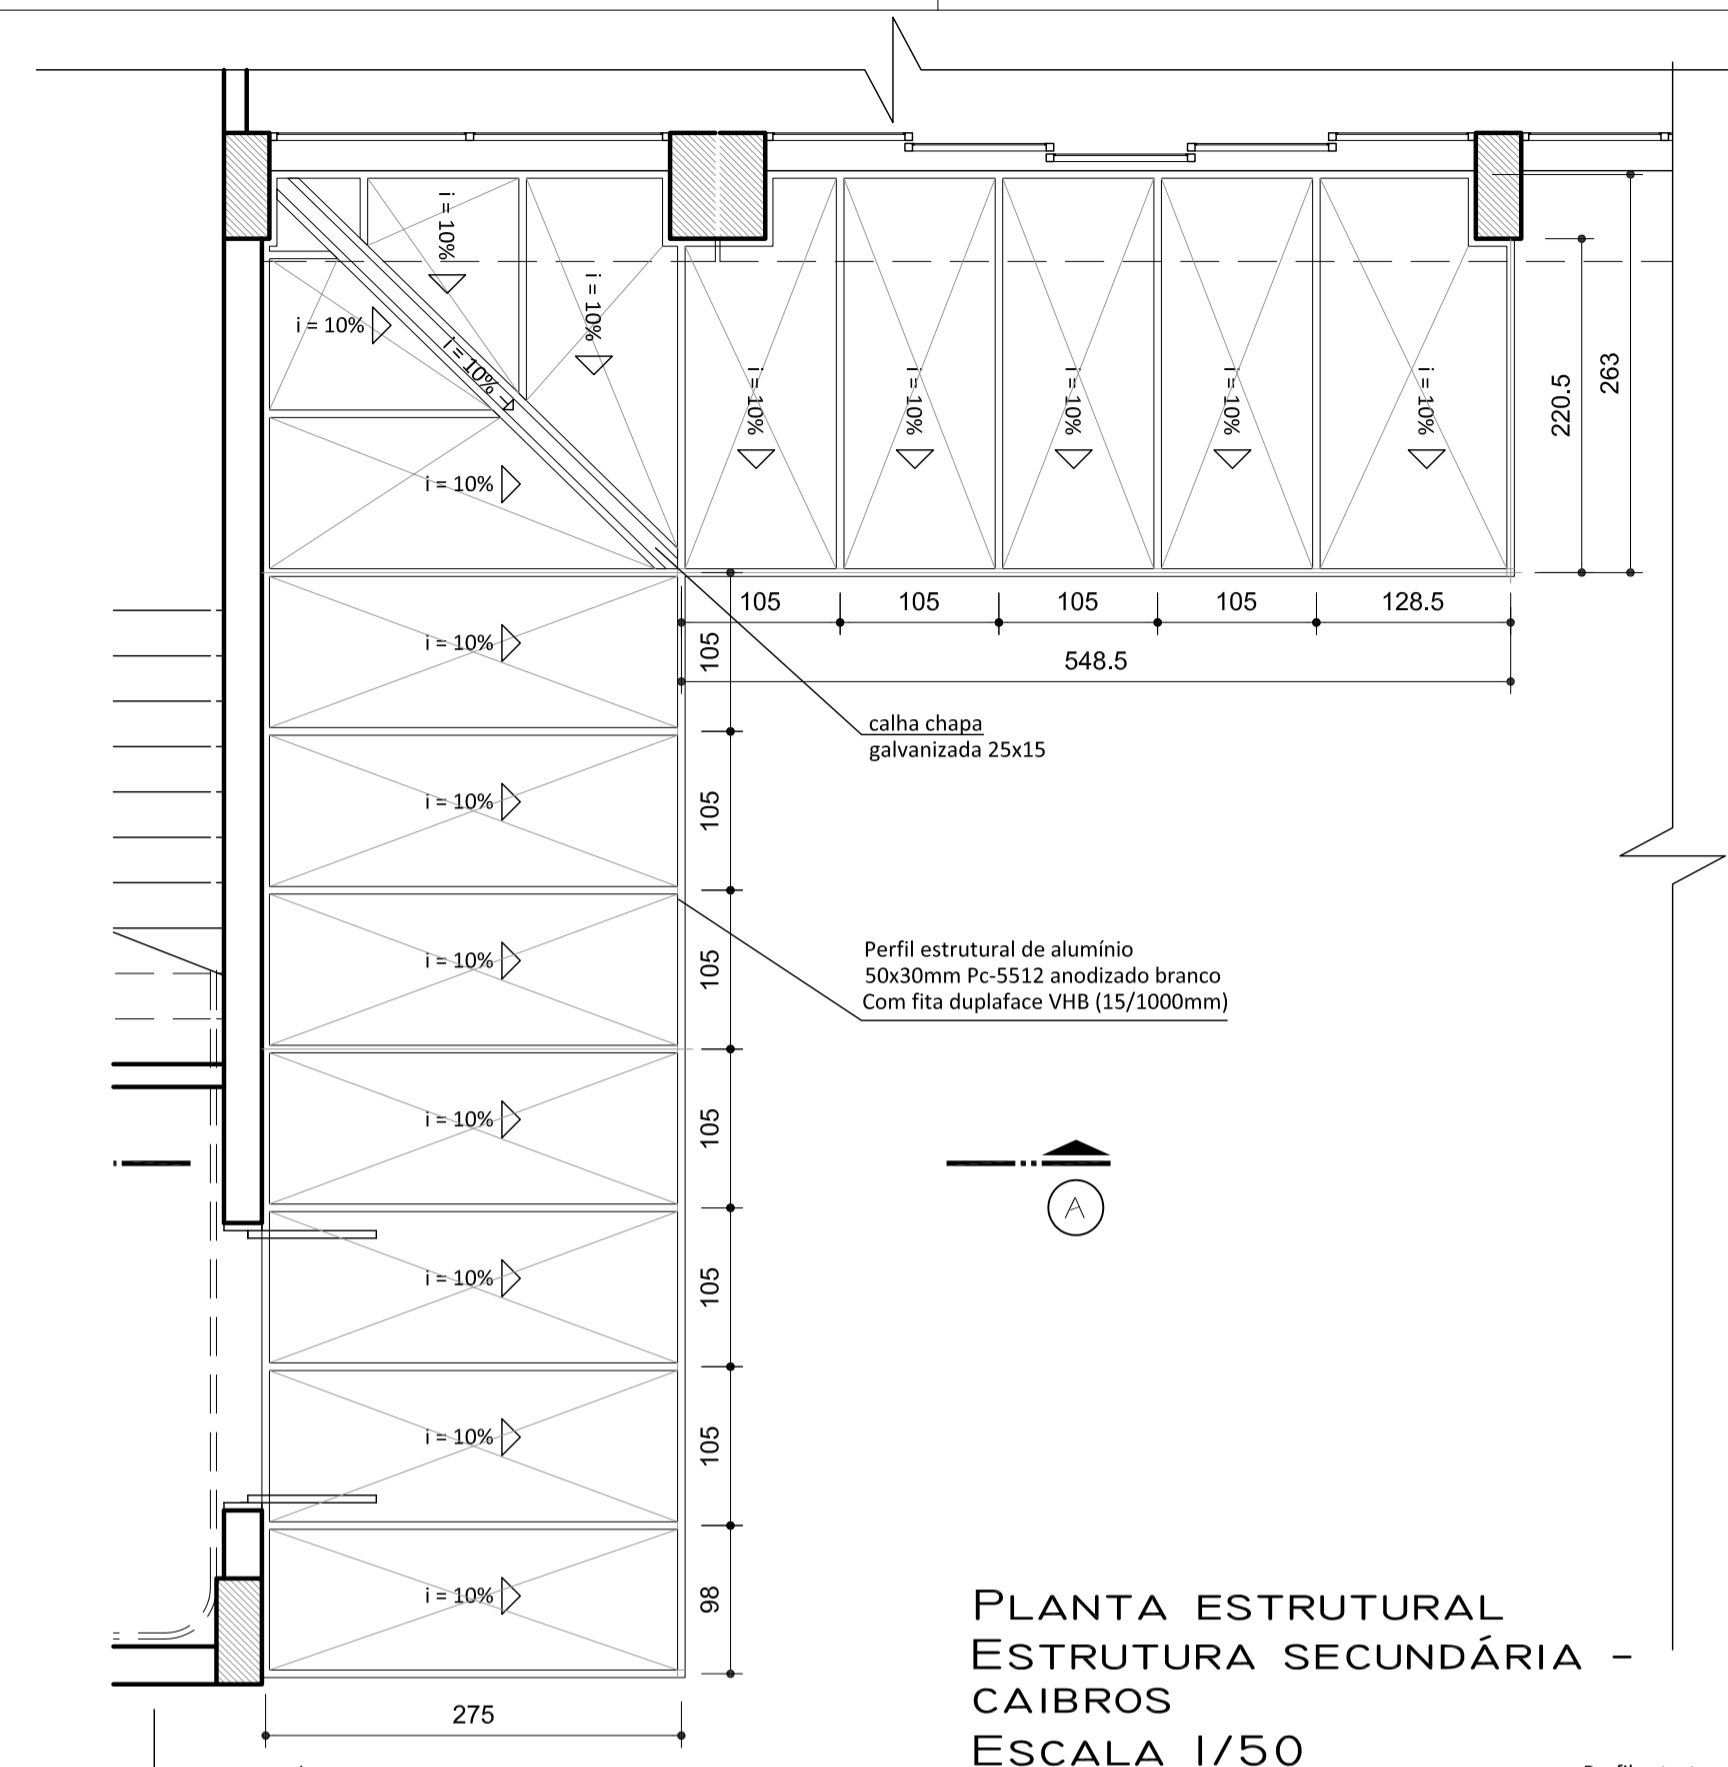 i = 10%
i = 10%
i = 10%
i = 10%
i = 10%
i = 10%
i = 10%
i = 10%
i = 10%
i = 10%
220.5
263
105
105
105
105
128.5
548.5
i = 10%
105
calha chapa
galvanizada 25x15
i = 10%
105
Perfil estrutural de alumínio
50x30mm Pc-5512 anodizado branco
Com fita duplaface VHB (15/1000mm)
i = 10%
105
i = 10%
105
A
i = 10%
105
i = 10%
105
i = 10%
98
275
PLANTA ESTRUTURAL
ESTRUTURA SECUNDÁRIA -
CAIBROS
ESCALA 1/50